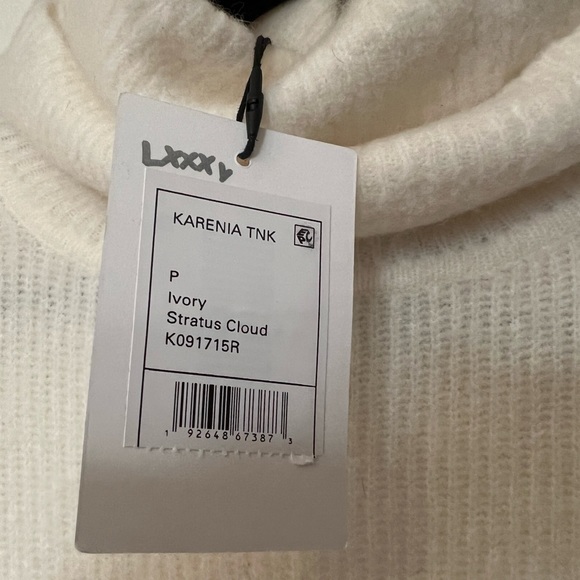 LXXXV
KARENIA TNK
P
Ivory
Stratus Cloud
K091715R
1 92648 67387 3